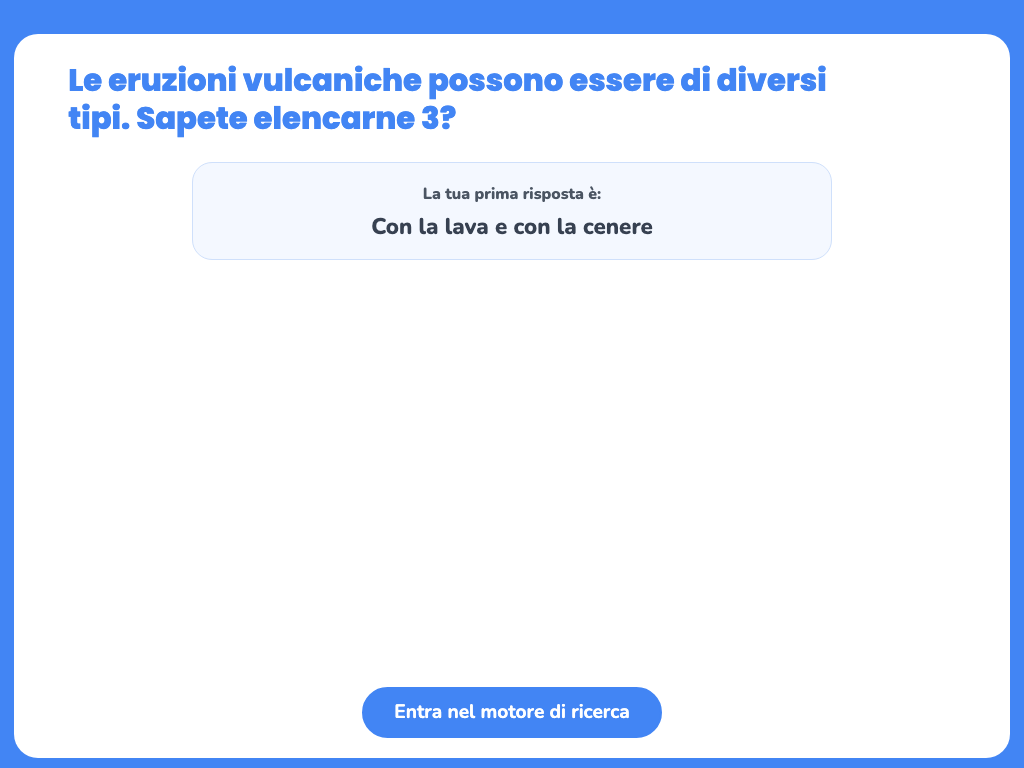 Le eruzioni vulcaniche possono essere di diversi
tipi. Sapete elencarne 3?
La tua prima risposta è:
Con la lava e con la cenere
Entra nel motore di ricerca